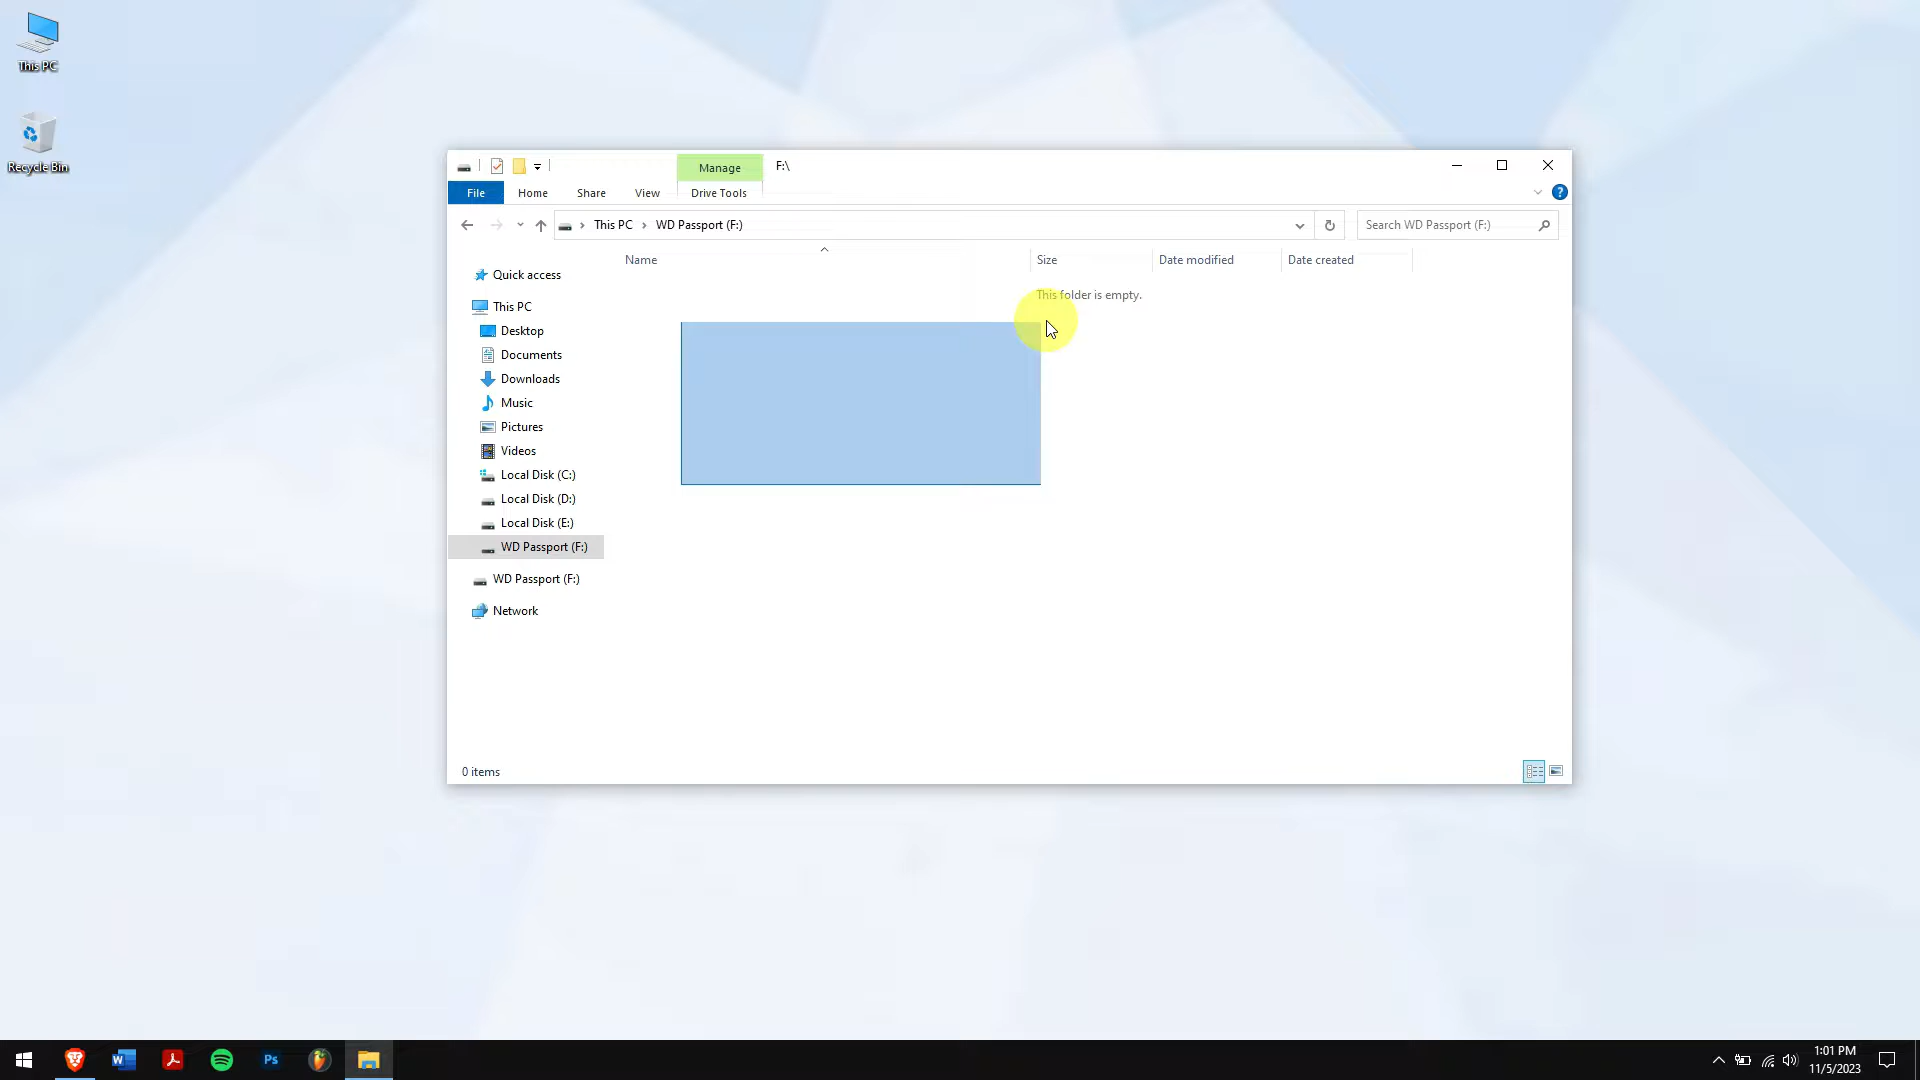 This PC
Recycle Bin
Manage
F:\
File
Home
Share
View
Drive Tools
?
This PC
WD Passport (F:)
Search WD Passport (F:)
Name
Size
Date modified
Date created
This folder is empty.
Quick access
This PC
Desktop
Documents
Downloads
Music
Pictures
Videos
Local Disk (C:)
Local Disk (D:)
Local Disk (E:)
WD Passport (F:)
WD Passport (F:)
Network
0 items
W
Ps
1:01 PM
11/5/2023